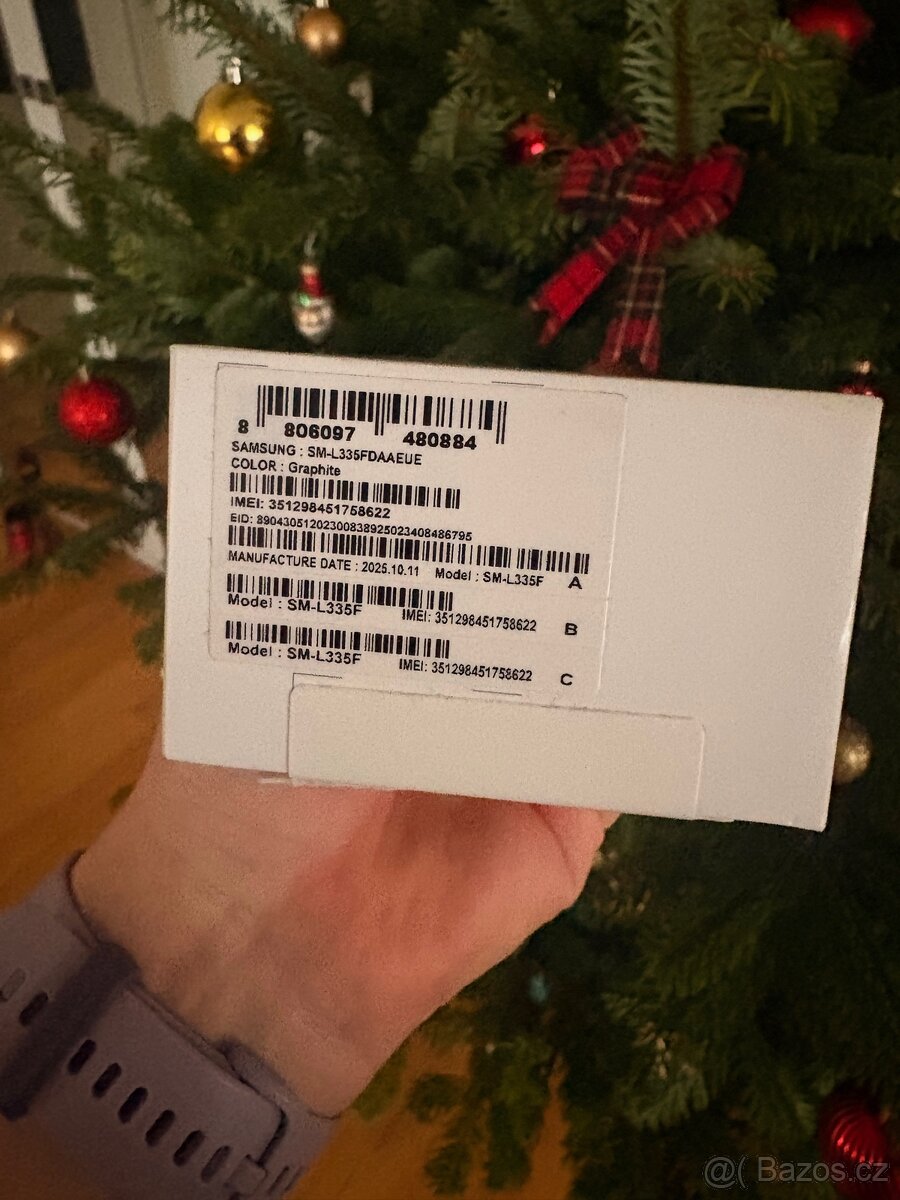 8 806097 480884
SAMSUNG : SM-L335FDAAEUE
COLOR : Graphite
IMEI: 351298451758622
EID: 89043051202300838925023408486795
MANUFACTURE DATE : 2025.10.11 Model : SM-L335F A
Model : SM-L335F IMEI: 351298451758622 B
Model : SM-L335F IMEI: 351298451758622 C
@( Bazos.cz